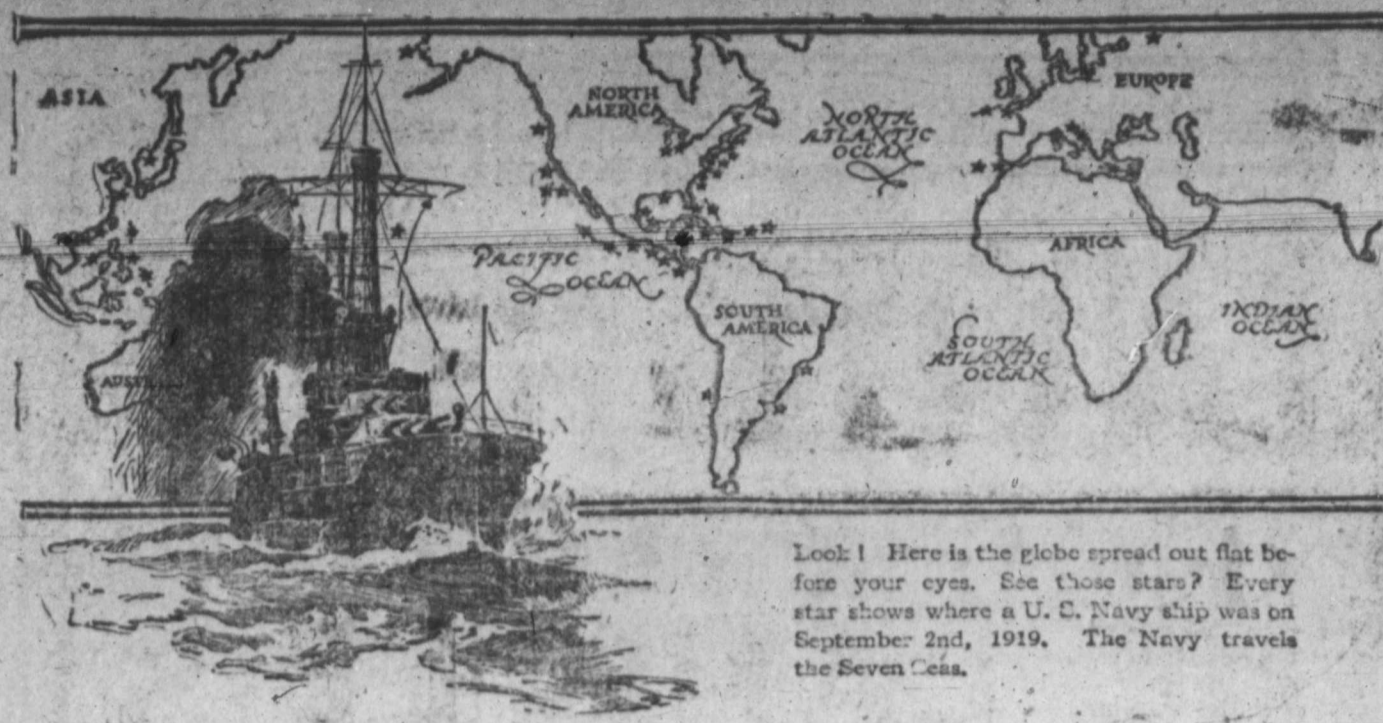 ASIA
NORTH
AMERICA
NORTH
ATLANTIC
OCEAN
EUROPE
PACIFIC
OCEAN
AFRICA
SOUTH
AMERICA
SOUTH
ATLANTIC
OCEAN
INDIAN
OCEAN
Look! Here is the globe spread out flat be-
fore your eyes. See those stars? Every
star shows where a U. S. Navy ship was on
September 2nd, 1919. The Navy travels
the Seven Seas.